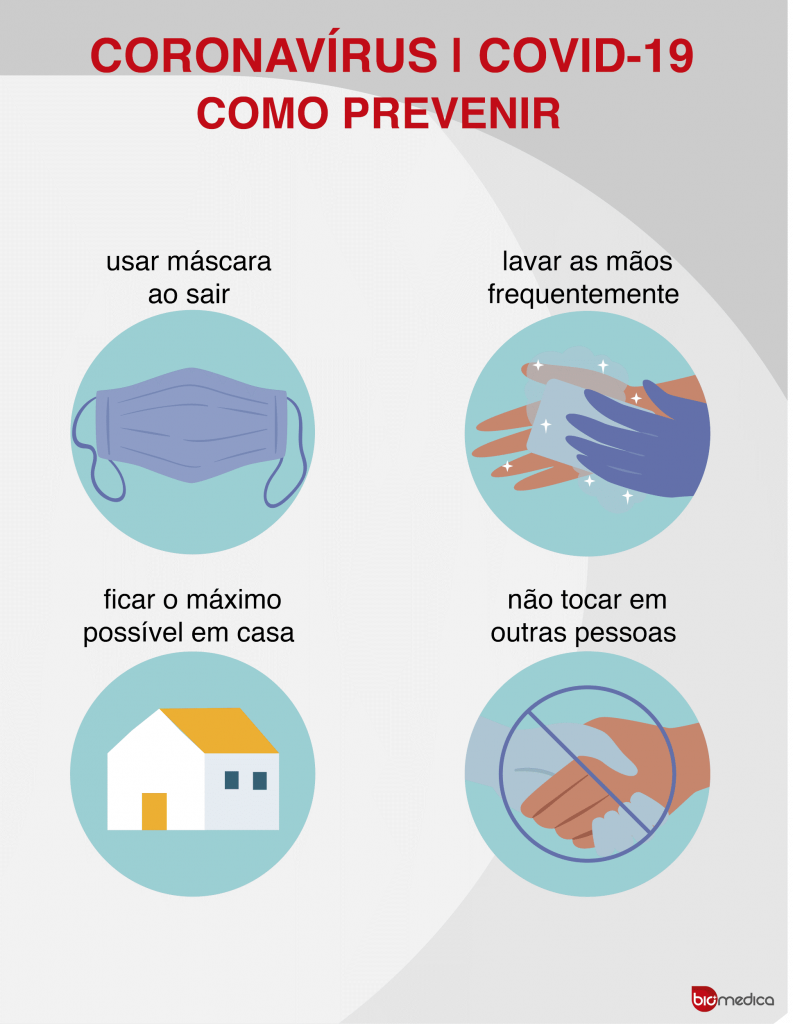 CORONAVÍRUS | COVID-19
COMO PREVENIR
usar máscara
ao sair
lavar as mãos
frequentemente
ficar o máximo
possível em casa
não tocar em
outras pessoas
biomedica